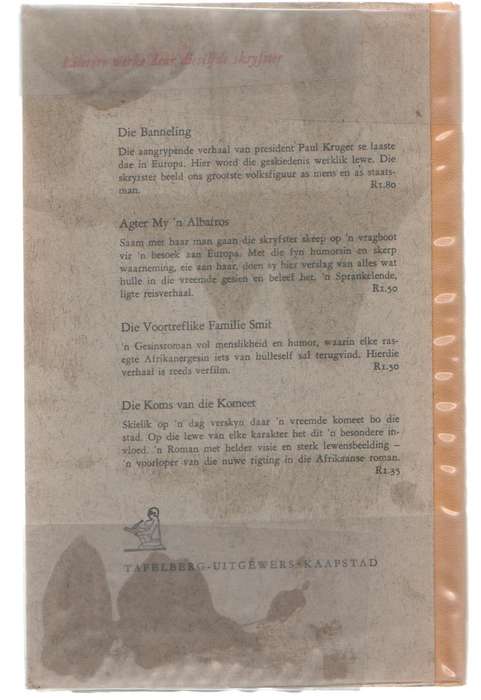 Literêre werke deur dieselfde skryfster
Die Banneling
Die aangrypende verhaal van president Paul Kruger se laaste
dae in Europa. Hier word die geskiedenis werklik lewe. Die
skryfster beeld ons grootste volksfiguur as mens en as staats-
man. R1.80
Agter My 'n Albatros
Saam met haar man gaan die skryfster skeep op 'n vragboot
vir 'n besoek aan Europa. Met die fyn humorsin en skerp
waarneming, eie aan haar, doen sy hier verslag van alles wat
hulle in die vreemde gesien en beleef het. 'n Sprankelende,
ligte reisverhaal. R1.50
Die Voortreflike Familie Smit
'n Gesinsroman vol menslikheid en humor, waarin elke ras-
egte Afrikanergesin iets van hulleself sal terugvind. Hierdie
verhaal is reeds verfilm. R1.50
Die Koms van die Komeet
Skielik op 'n dag verskyn daar 'n vreemde komeet bo die
stad. Op die lewe van elke karakter het dit 'n besondere in-
vloed. 'n Roman met helder visie en sterk lewensbeelding –
'n voorloper van die nuwe rigting in die Afrikaanse roman.
R1.35
TAFELBERG-UITGEWERS·KAAPSTAD